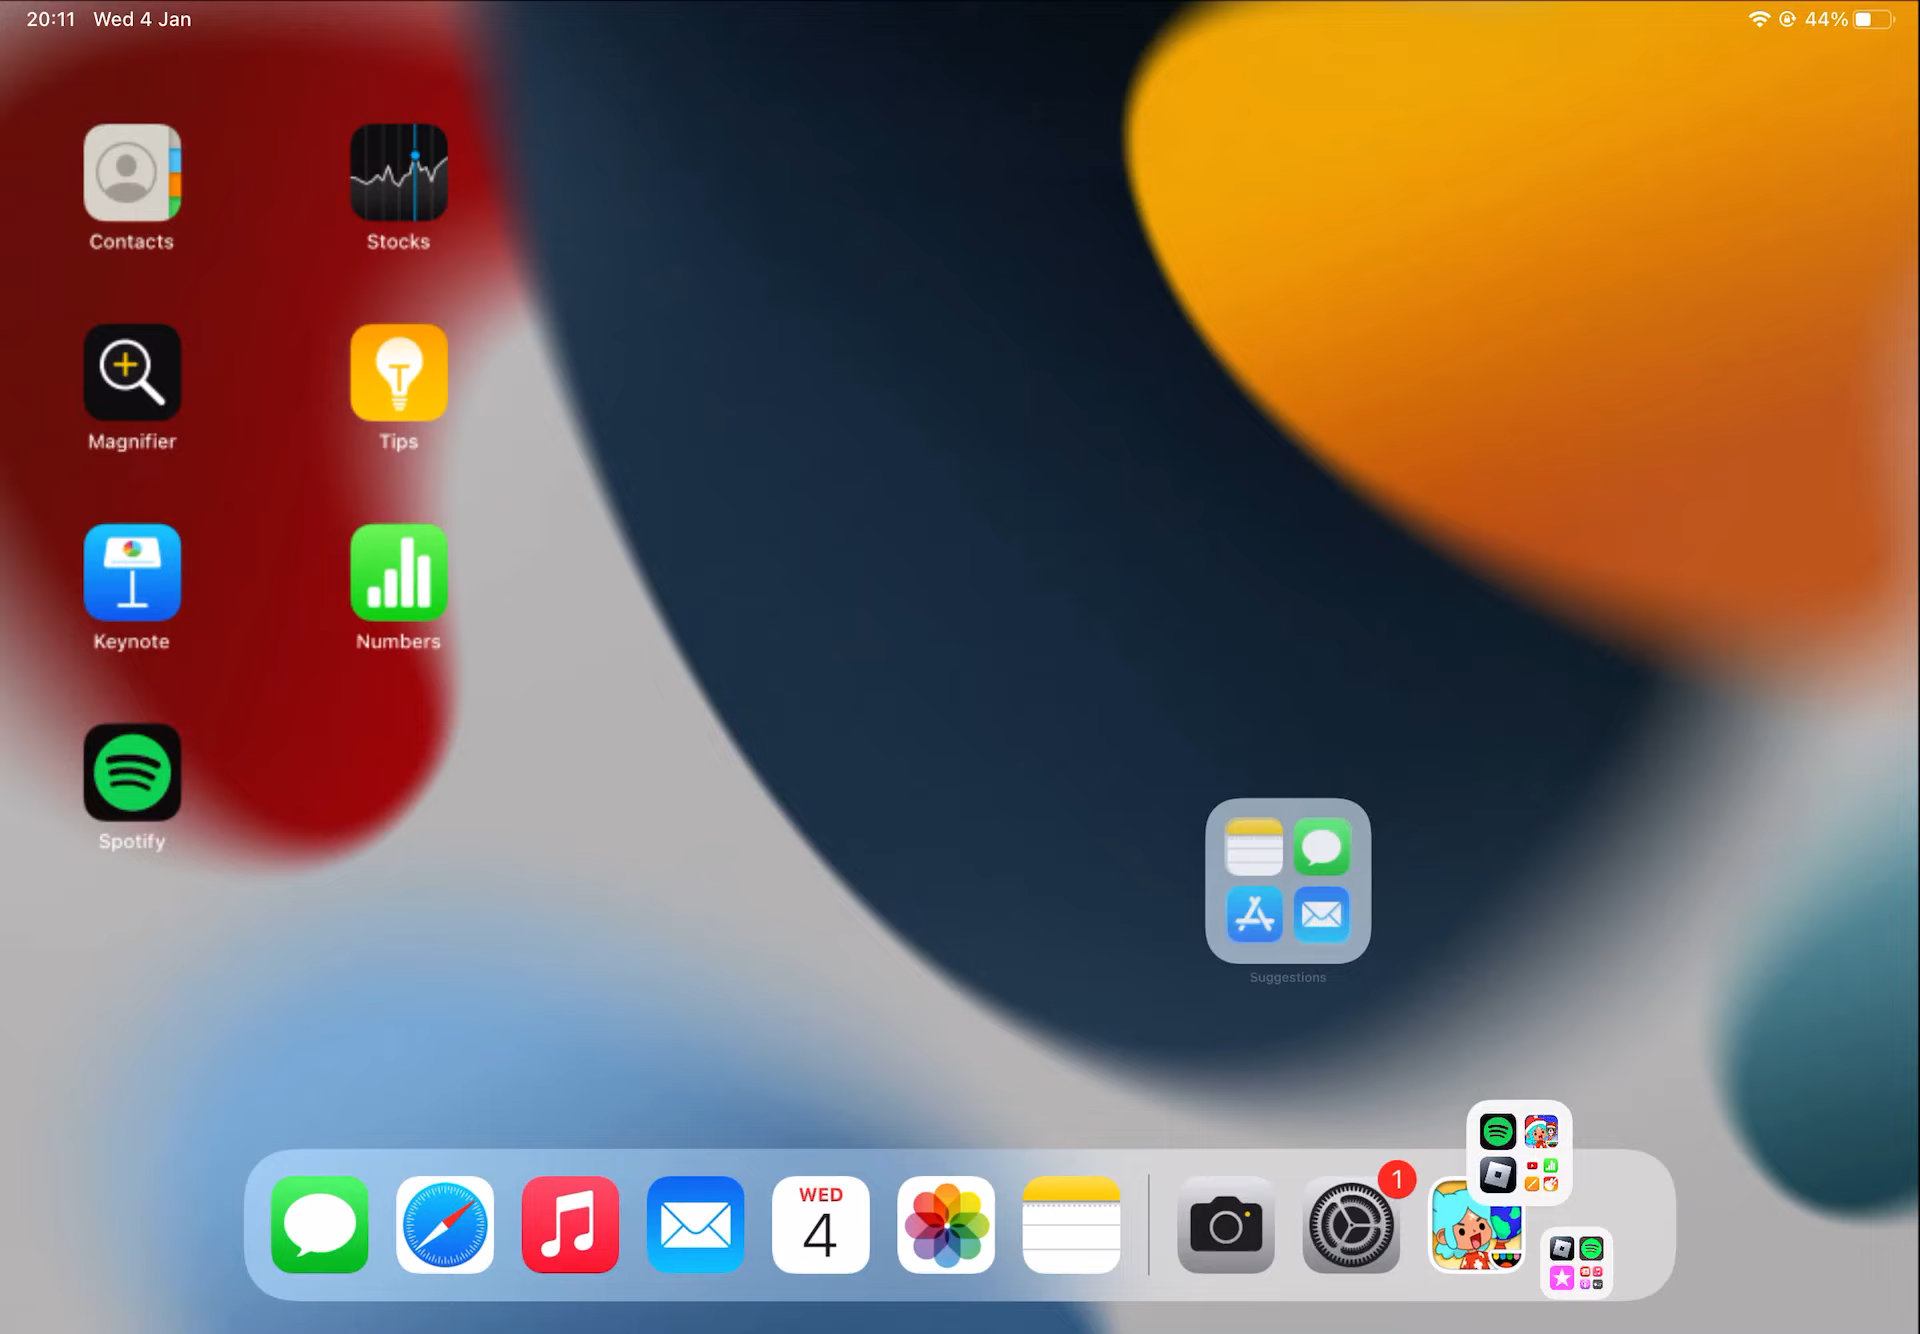 20:11 Wed 4 Jan
44%
Contacts
Stocks
Magnifier
Tips
Keynote
Numbers
Spotify
Suggestions
WED
4
1